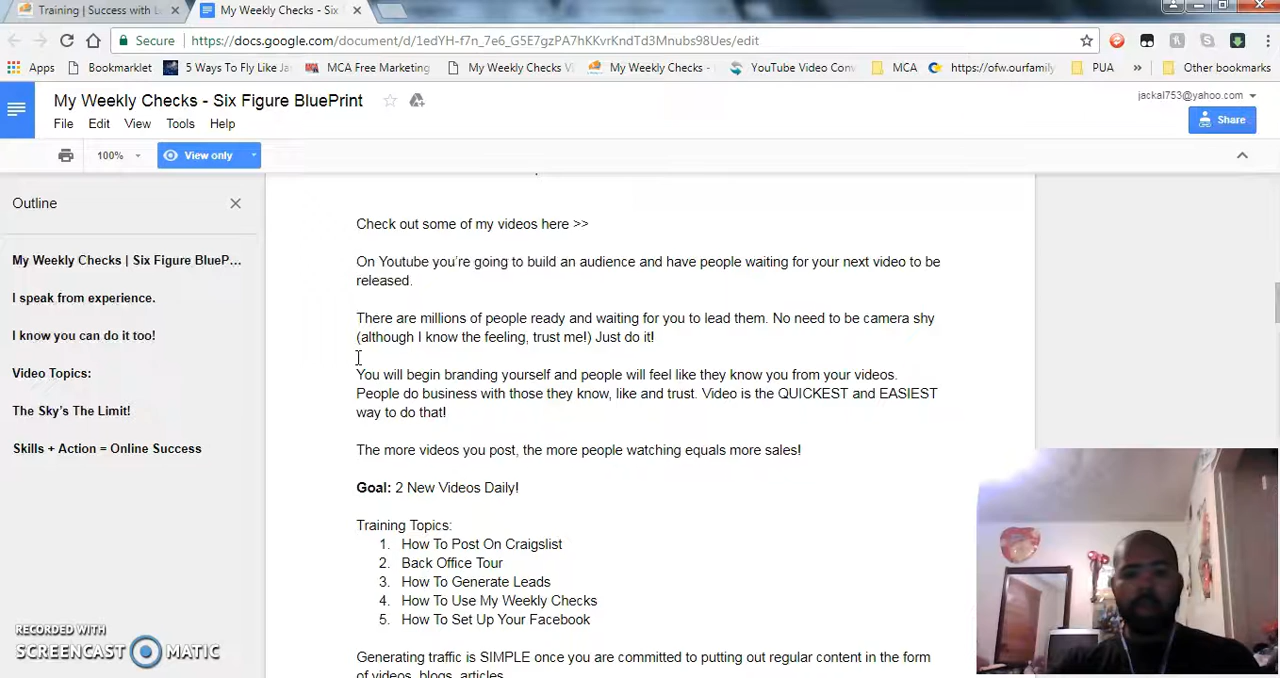 Training | Success with L
My Weekly Checks - Six
Secure
https://docs.google.com/document/d/1edYH-f7n_7e6_G5E7gzPA7hKKvrKndTd3Mnubs98Ues/edit
Apps
Bookmarklet
5 Ways To Fly Like Ja
MCA Free Marketing
My Weekly Checks V
My Weekly Checks
YouTube Video Conv
MCA
https://ofw.ourfamily
PUA
»
Other bookmarks
My Weekly Checks - Six Figure BluePrint
jackal753@yahoo.com
File Edit View Tools Help
Share
100%
View only
Outline
My Weekly Checks | Six Figure BlueP...
I speak from experience.
I know you can do it too!
Video Topics:
The Sky's The Limit!
Skills + Action = Online Success
Check out some of my videos here >>
On Youtube you're going to build an audience and have people waiting for your next video to be
released.
There are millions of people ready and waiting for you to lead them. No need to be camera shy
(although I know the feeling, trust me!) Just do it!
You will begin branding yourself and people will feel like they know you from your videos.
People do business with those they know, like and trust. Video is the QUICKEST and EASIEST
way to do that!
The more videos you post, the more people watching equals more sales!
Goal: 2 New Videos Daily!
Training Topics:
1. How To Post On Craigslist
2. Back Office Tour
3. How To Generate Leads
4. How To Use My Weekly Checks
5. How To Set Up Your Facebook
Generating traffic is SIMPLE once you are committed to putting out regular content in the form
of videos, blogs, articles
RECORDED WITH
SCREENCAST MATIC